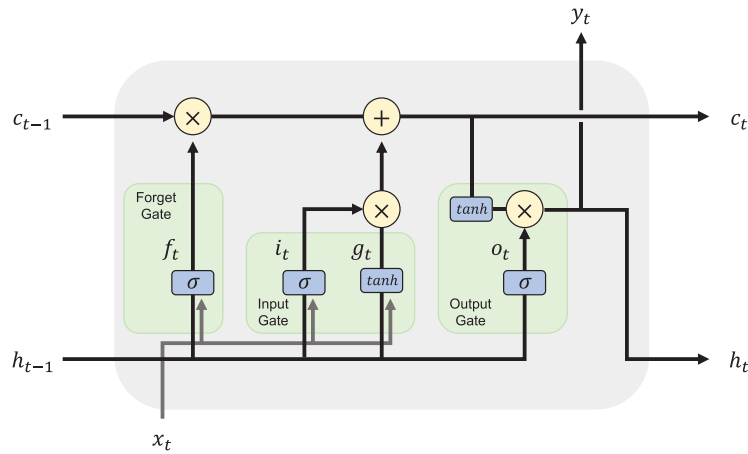 y_t
c_{t−1}
×
+
c_t
Forget
Gate
tanh
×
×
f_t
i_t
g_t
o_t
σ
Input
Gate
σ
tanh
Output
Gate
σ
h_{t−1}
h_t
x_t